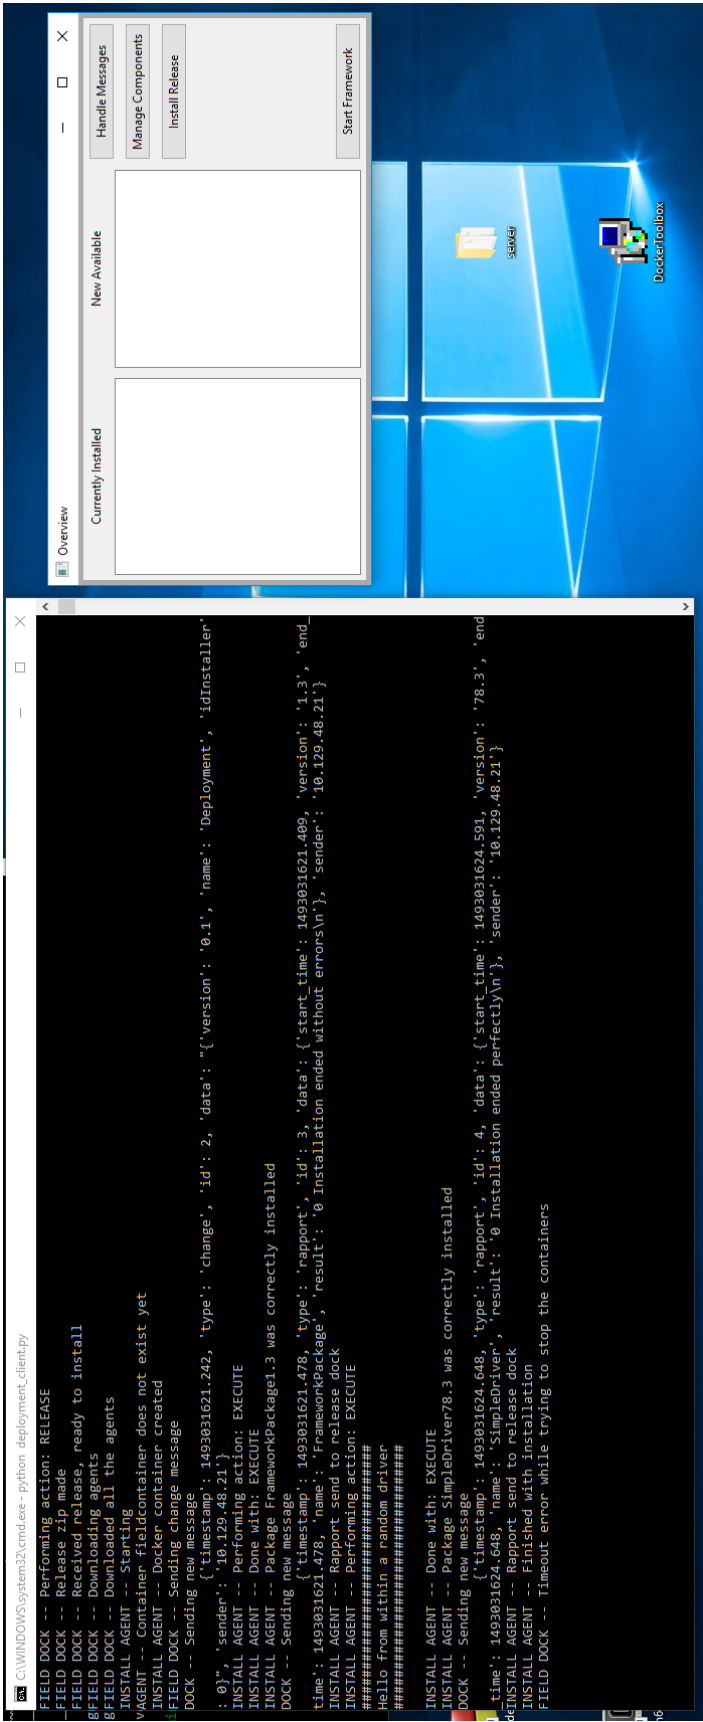 C:\WINDOWS\system32\cmd.exe - python deployment_client.py
FIELD DOCK -- Performing action: RELEASE
FIELD DOCK -- Release zip made
FIELD DOCK -- Received release, ready to install
gFIELD DOCK -- Downloading agents
gFIELD DOCK -- Downloaded all the agents
INSTALL AGENT -- Starting
vAGENT -- Container fieldcontainer does not exist yet
INSTALL AGENT -- Docker container created
FIELD DOCK -- Sending change message
DOCK -- Sending new message
{'timestamp': 1493031621.242, 'type': 'change', 'id': 2, 'data': "{'version': '0.1', 'name': 'Deployment', 'idInstaller'
: 0}", 'sender': '10.129.48.21'}
INSTALL AGENT -- Performing action: EXECUTE
INSTALL AGENT -- Done with: EXECUTE
INSTALL AGENT -- Package FrameworkPackage1.3 was correctly installed
DOCK -- Sending new message
{'timestamp': 1493031621.478, 'type': 'rapport', 'id': 3, 'data': {'start_time': 1493031621.409, 'version': '1.3', 'end_
time': 1493031621.478, 'name': 'FrameworkPackage', 'result': '0 Installation ended without errors\n'}, 'sender': '10.129.48.21'}
INSTALL AGENT -- Rapport send to release dock
INSTALL AGENT -- Performing action: EXECUTE
################################
Hello from within a random driver
################################
INSTALL AGENT -- Done with: EXECUTE
INSTALL AGENT -- Package SimpleDriver78.3 was correctly installed
DOCK -- Sending new message
{'timestamp': 1493031624.648, 'type': 'rapport', 'id': 4, 'data': {'start_time': 1493031624.591, 'version': '78.3', 'end
_time': 1493031624.648, 'name': 'SimpleDriver', 'result': '0 Installation ended perfectly\n'}, 'sender': '10.129.48.21'}
INSTALL AGENT -- Rapport send to release dock
INSTALL AGENT -- Finished with installation
FIELD DOCK -- Timeout error while trying to stop the containers
Overview
Currently Installed
New Available
Handle Messages
Manage Components
Install Release
Start Framework
server
DockerToolbox